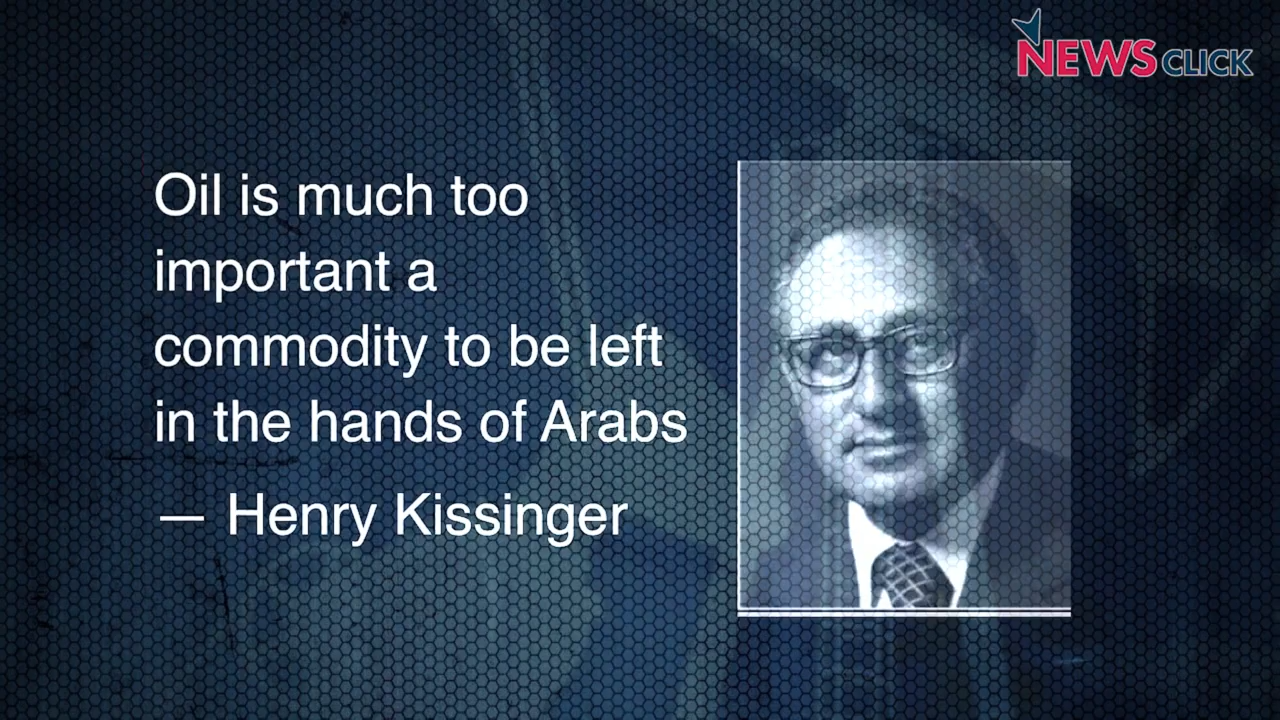 NEWSCLICK
Oil is much too
important a
commodity to be left
in the hands of Arabs
— Henry Kissinger